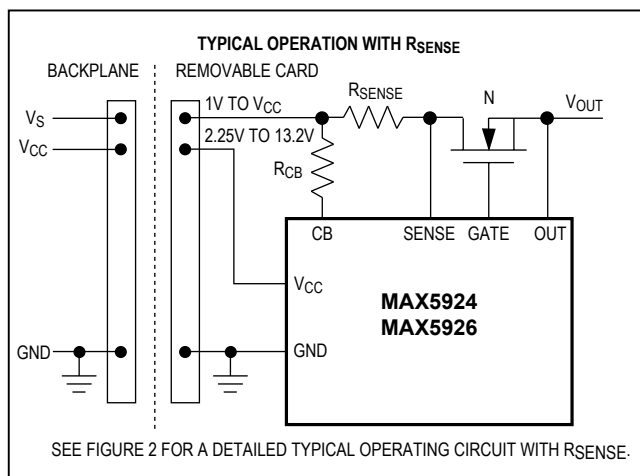 TYPICAL OPERATION WITH RSENSE
BACKPLANE
REMOVABLE CARD
RSENSE
N
VOUT
1V TO VCC
VS
2.25V TO 13.2V
VCC
RCB
CB
SENSE
GATE
OUT
VCC
MAX5924
MAX5926
GND
GND
SEE FIGURE 2 FOR A DETAILED TYPICAL OPERATING CIRCUIT WITH RSENSE.